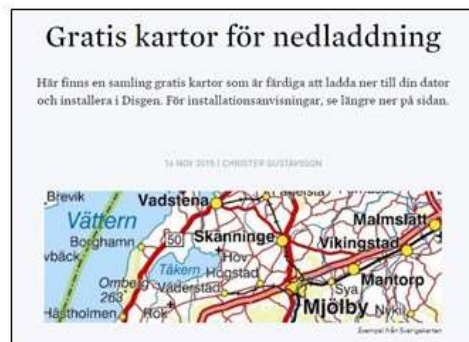 Gratis kartor för nedladdning
Här finns en samling gratis kartor som är färdiga att ladda ner till din dator
och installera i Disgen. För installationsanvisningar, se längre ner på sidan.
16 NOV 2015 | CHRISTER GUSTAVSSON
Brevik
Vadstena
Vättern
Malmslätt
Borghamn
50
Skänninge
Vikingstad
Hov
Tåkern
Högstad
Mantorp
Omberg
Väderstad
Sya
263
Mjölby
Hästholmen
Rök
Exempel från Sverigekartan